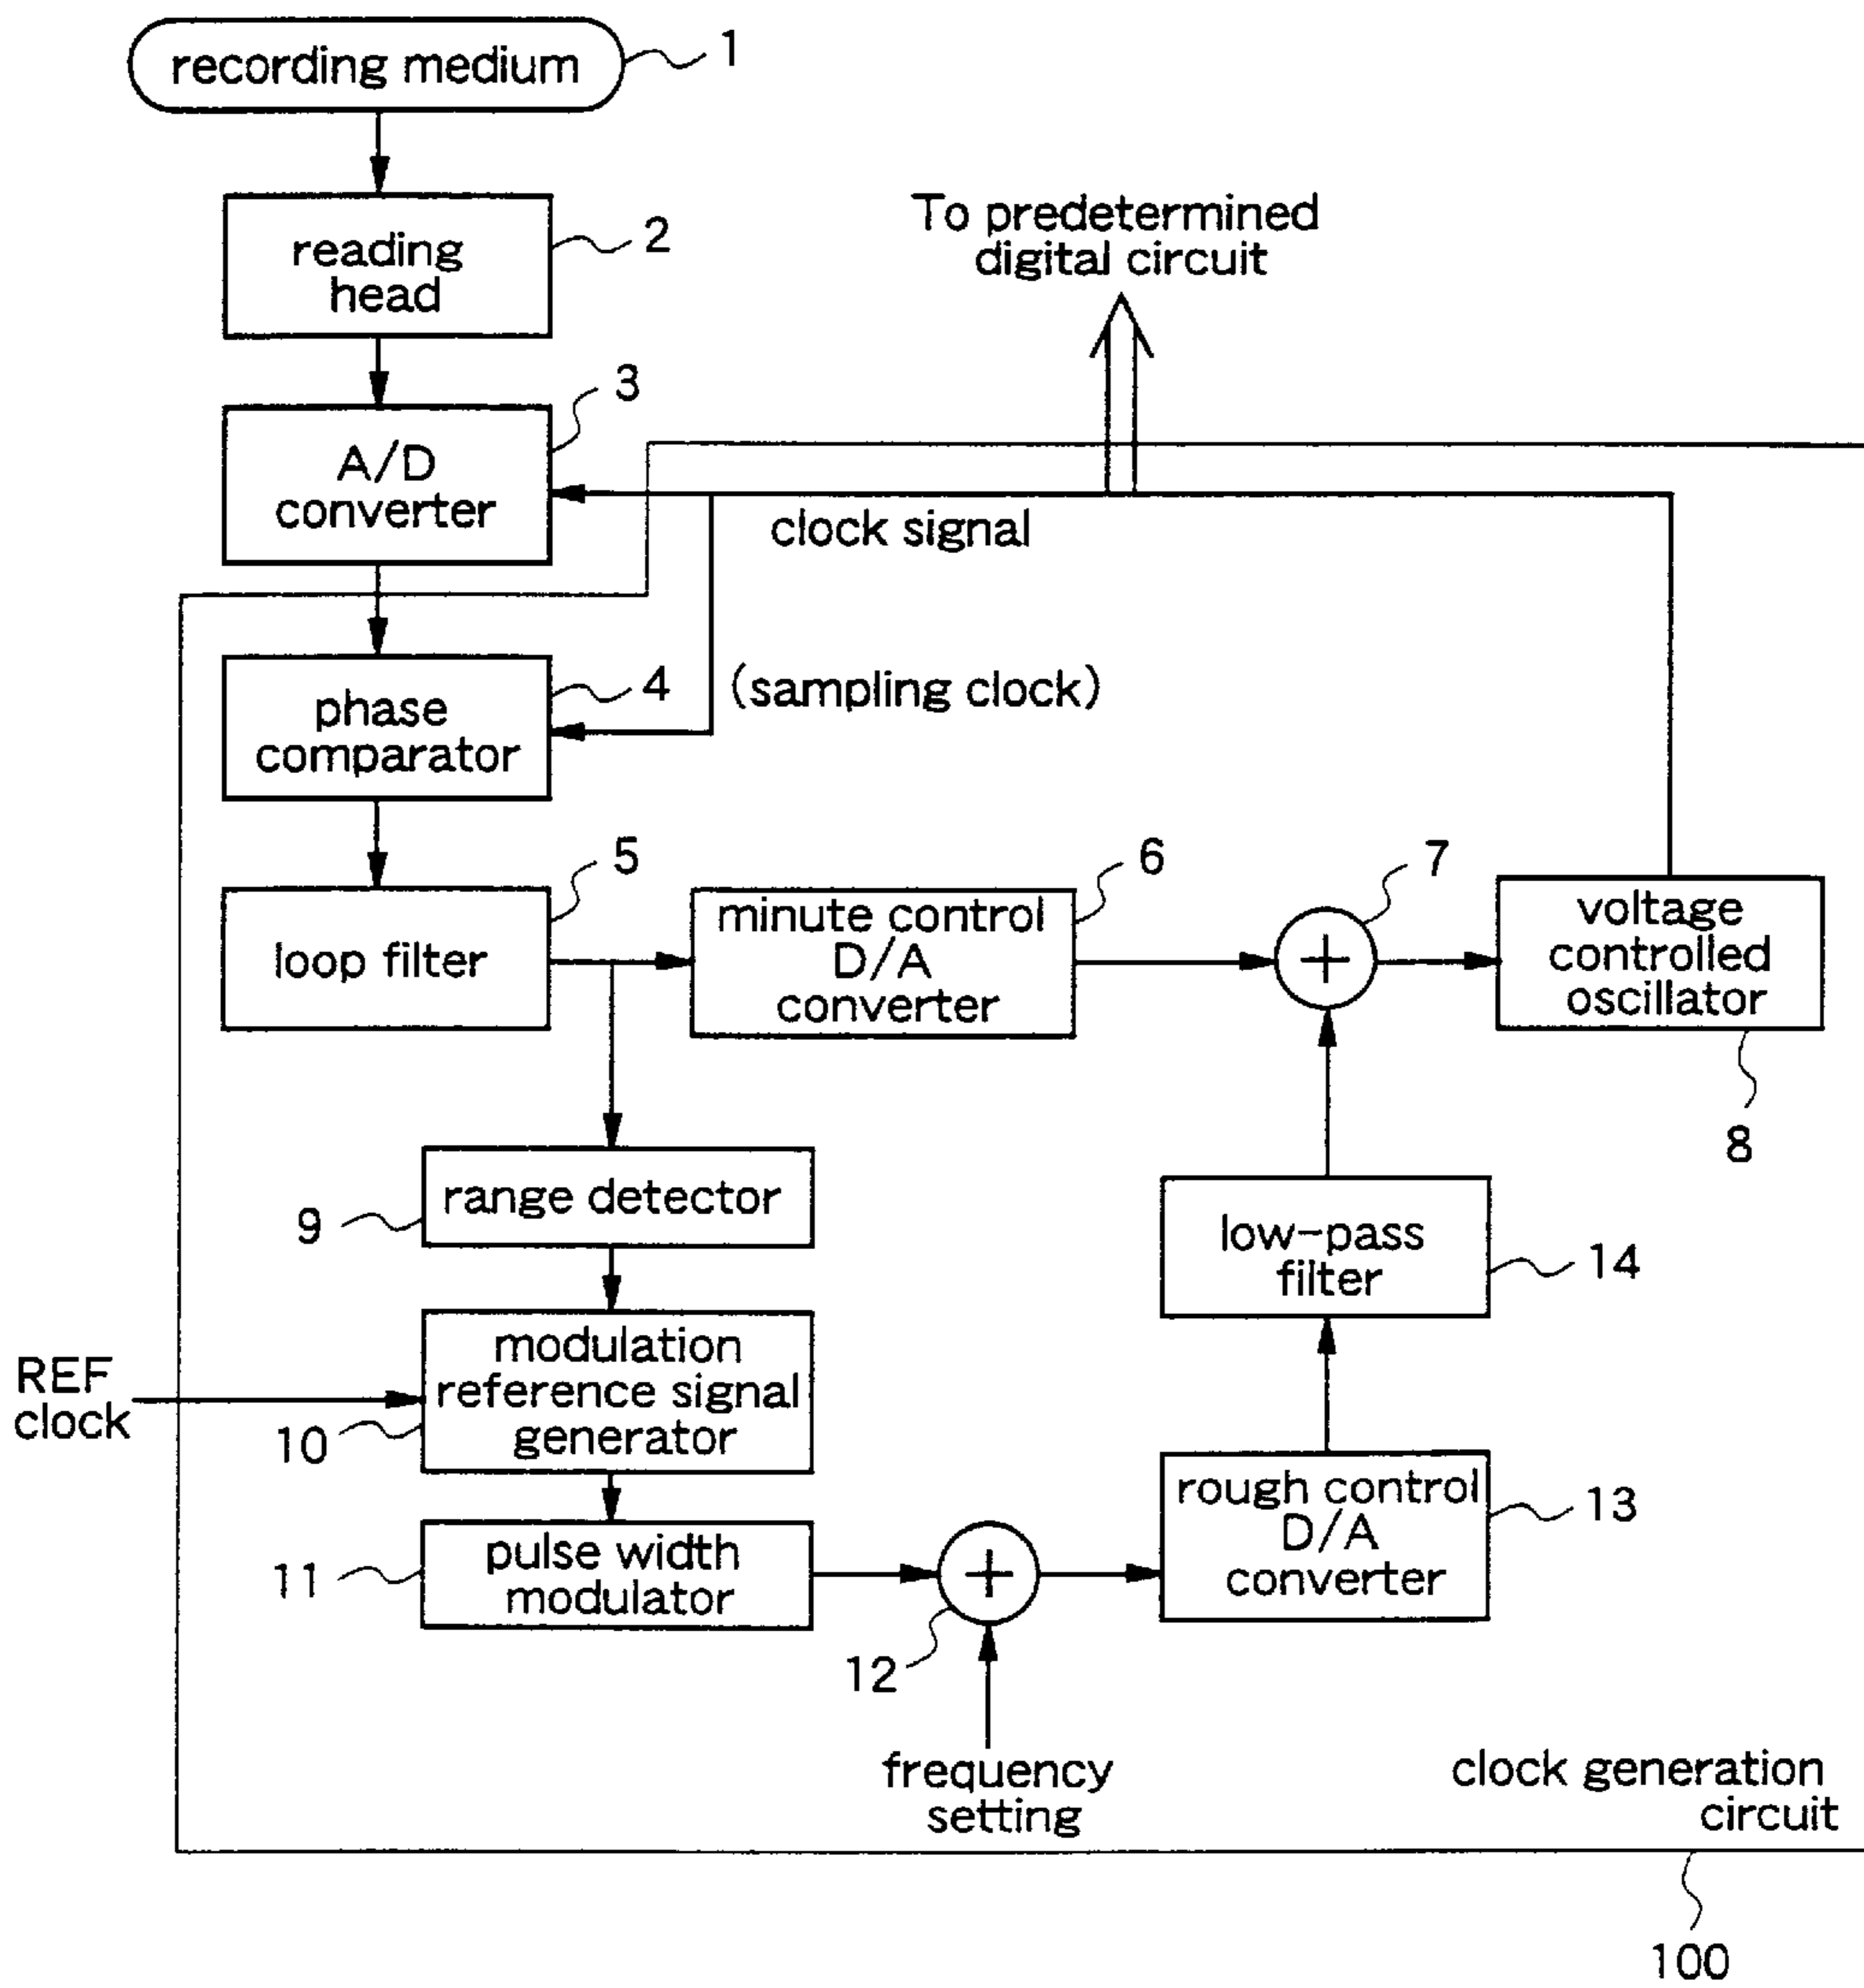 recording medium
1
reading
head
2
To predetermined
digital circuit
A/D
converter
3
clock signal
phase
comparator
4
(sampling clock)
loop filter
5
minute control
D/A
converter
6
+
7
voltage
controlled
oscillator
8
range detector
9
low-pass
filter
14
REF
clock
modulation
reference signal
generator
10
rough control
D/A
converter
13
pulse width
modulator
11
+
12
frequency
setting
clock generation
circuit
100